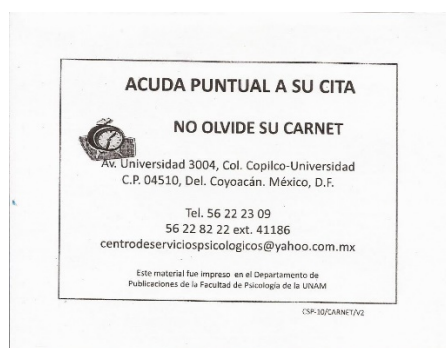 ACUDA PUNTUAL A SU CITA
NO OLVIDE SU CARNET
Av. Universidad 3004, Col. Copilco-Universidad
C.P. 04510, Del. Coyoacán. México, D.F.
Tel. 56 22 23 09
56 22 82 22 ext. 41186
centrodeserviciospsicologicos@yahoo.com.mx
Este material fue impreso en el Departamento de
Publicaciones de la Facultad de Psicología de la UNAM
CSP-10/CARNET/V2